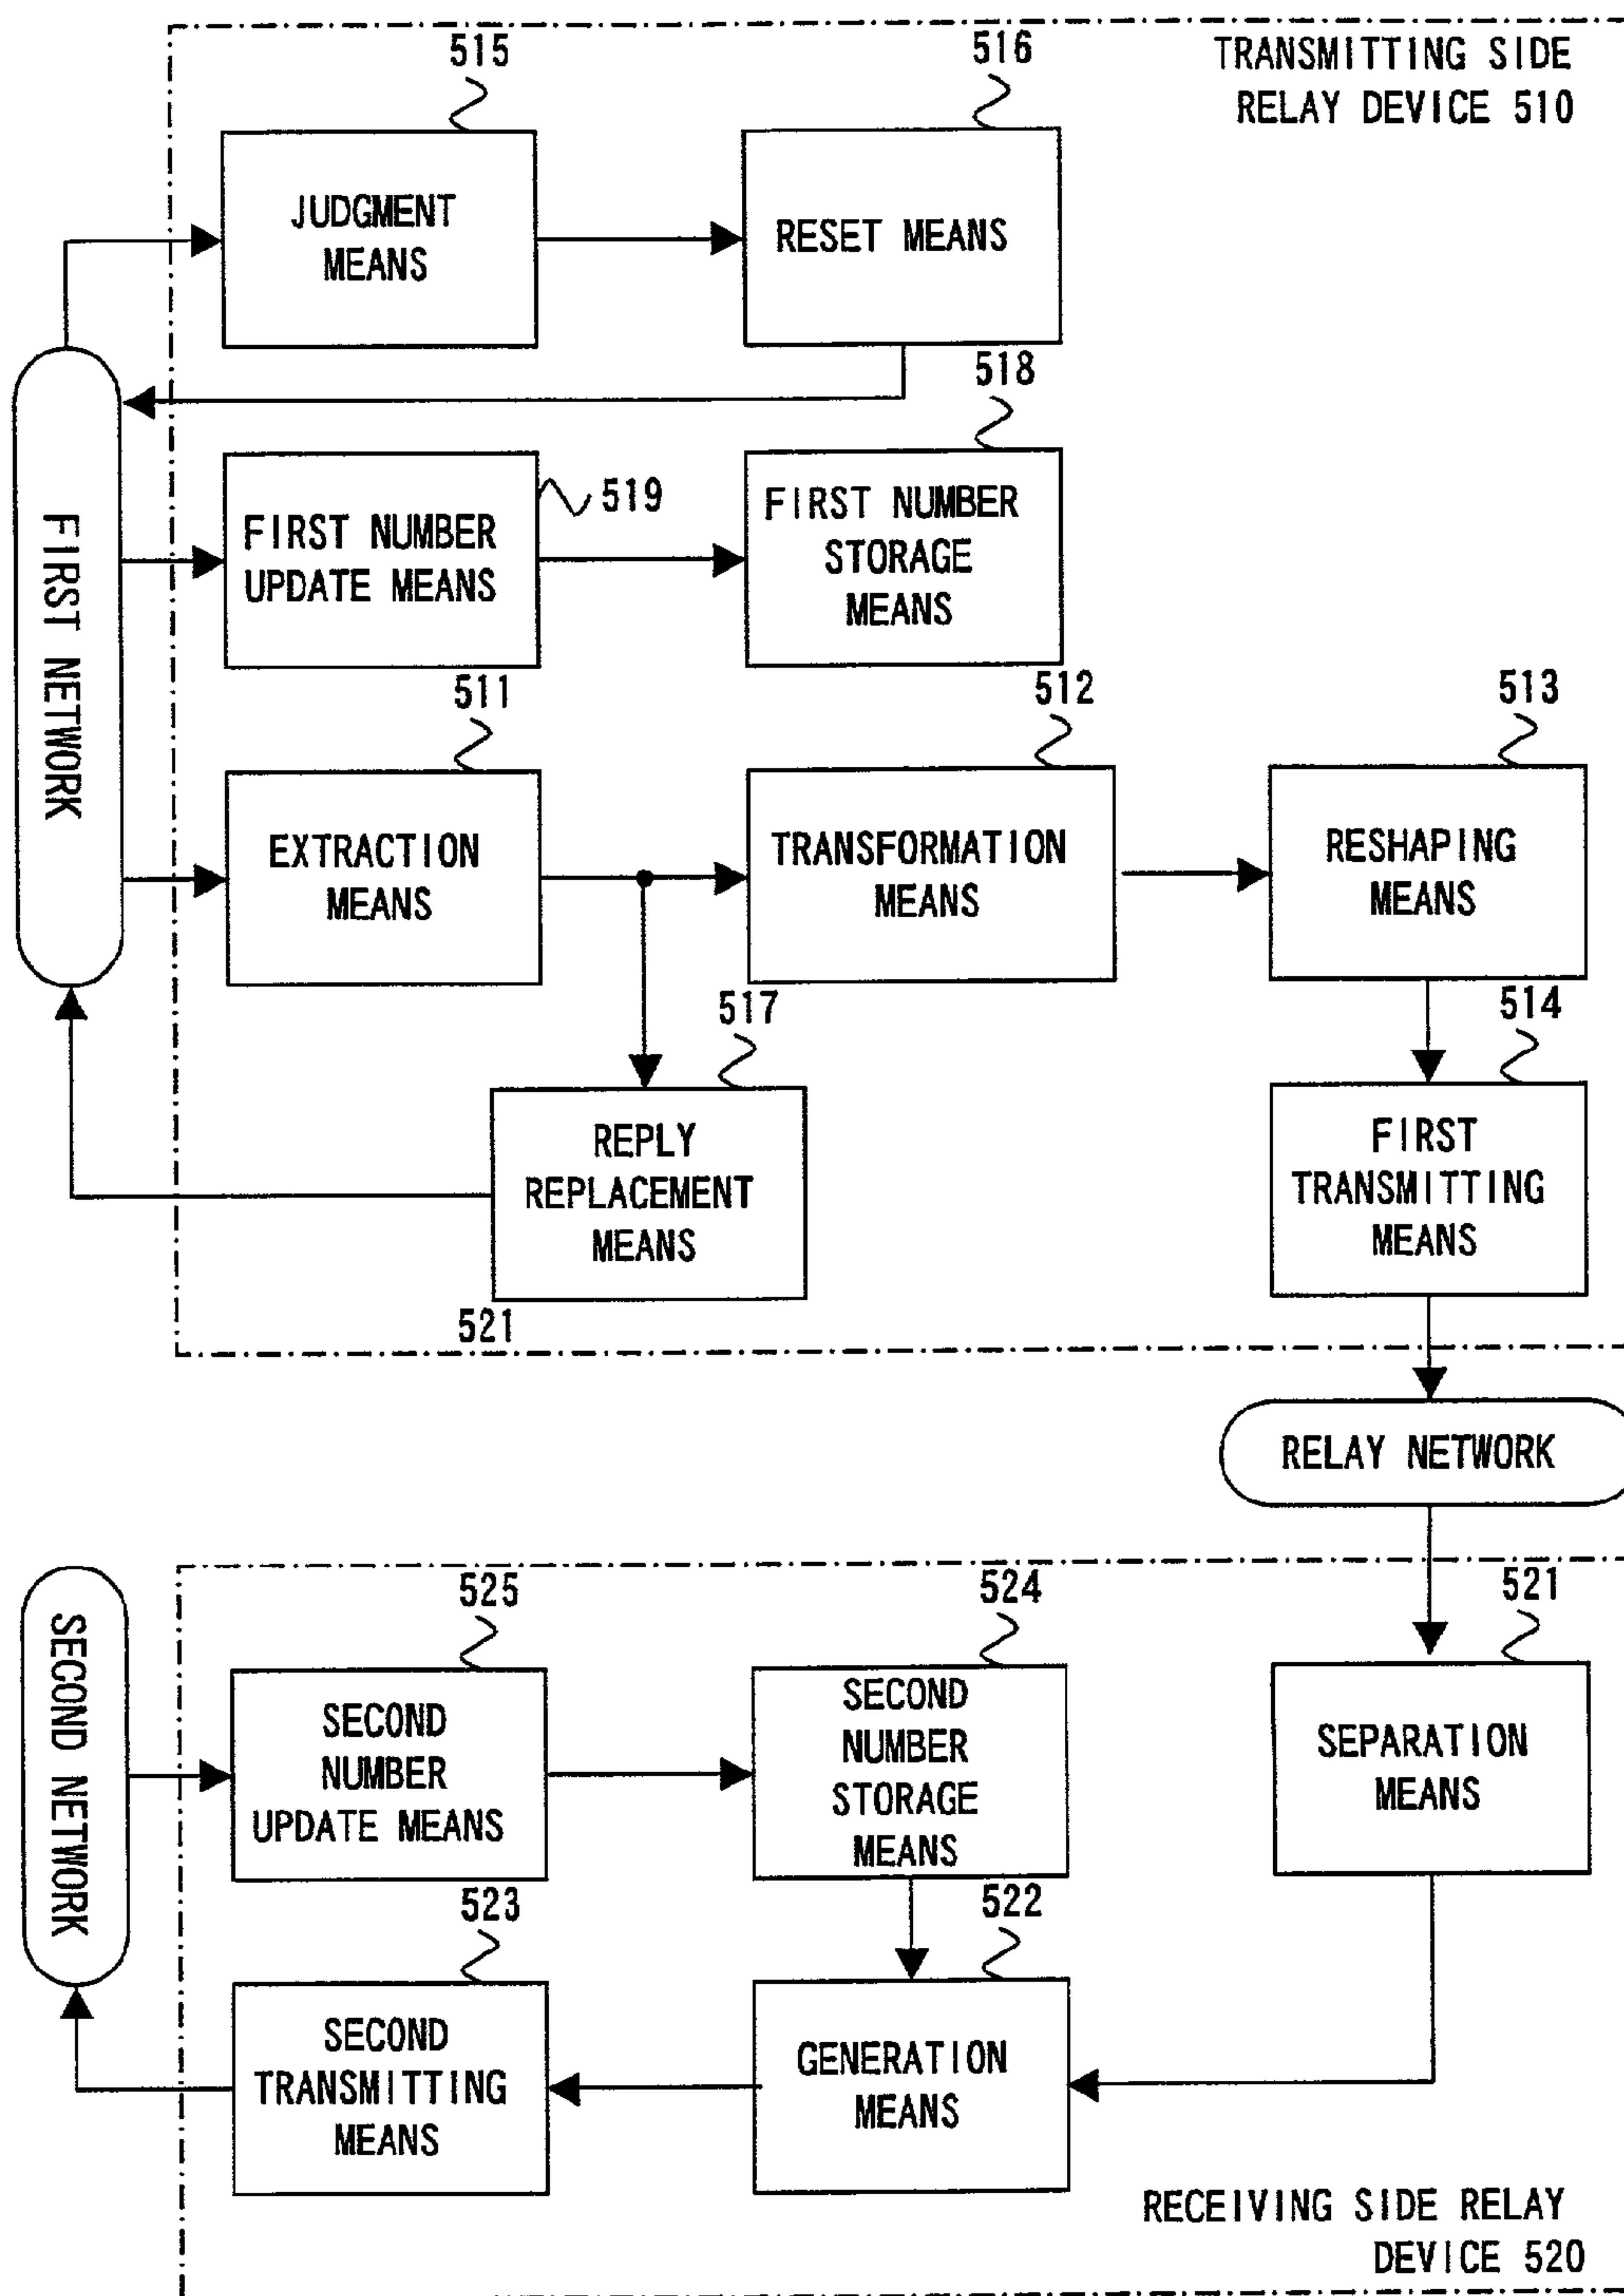 TRANSMITTING SIDE
RELAY DEVICE 510
515
516
JUDGMENT
MEANS
RESET MEANS
518
FIRST NETWORK
519
FIRST NUMBER
UPDATE MEANS
FIRST NUMBER
STORAGE
MEANS
511
512
513
EXTRACTION
MEANS
TRANSFORMATION
MEANS
RESHAPING
MEANS
517
514
REPLY
REPLACEMENT
MEANS
FIRST
TRANSMITTING
MEANS
521
RELAY NETWORK
SECOND NETWORK
525
524
521
SECOND
NUMBER
UPDATE MEANS
SECOND
NUMBER
STORAGE
MEANS
SEPARATION
MEANS
523
522
SECOND
TRANSMITTING
MEANS
GENERATION
MEANS
RECEIVING SIDE RELAY
DEVICE 520